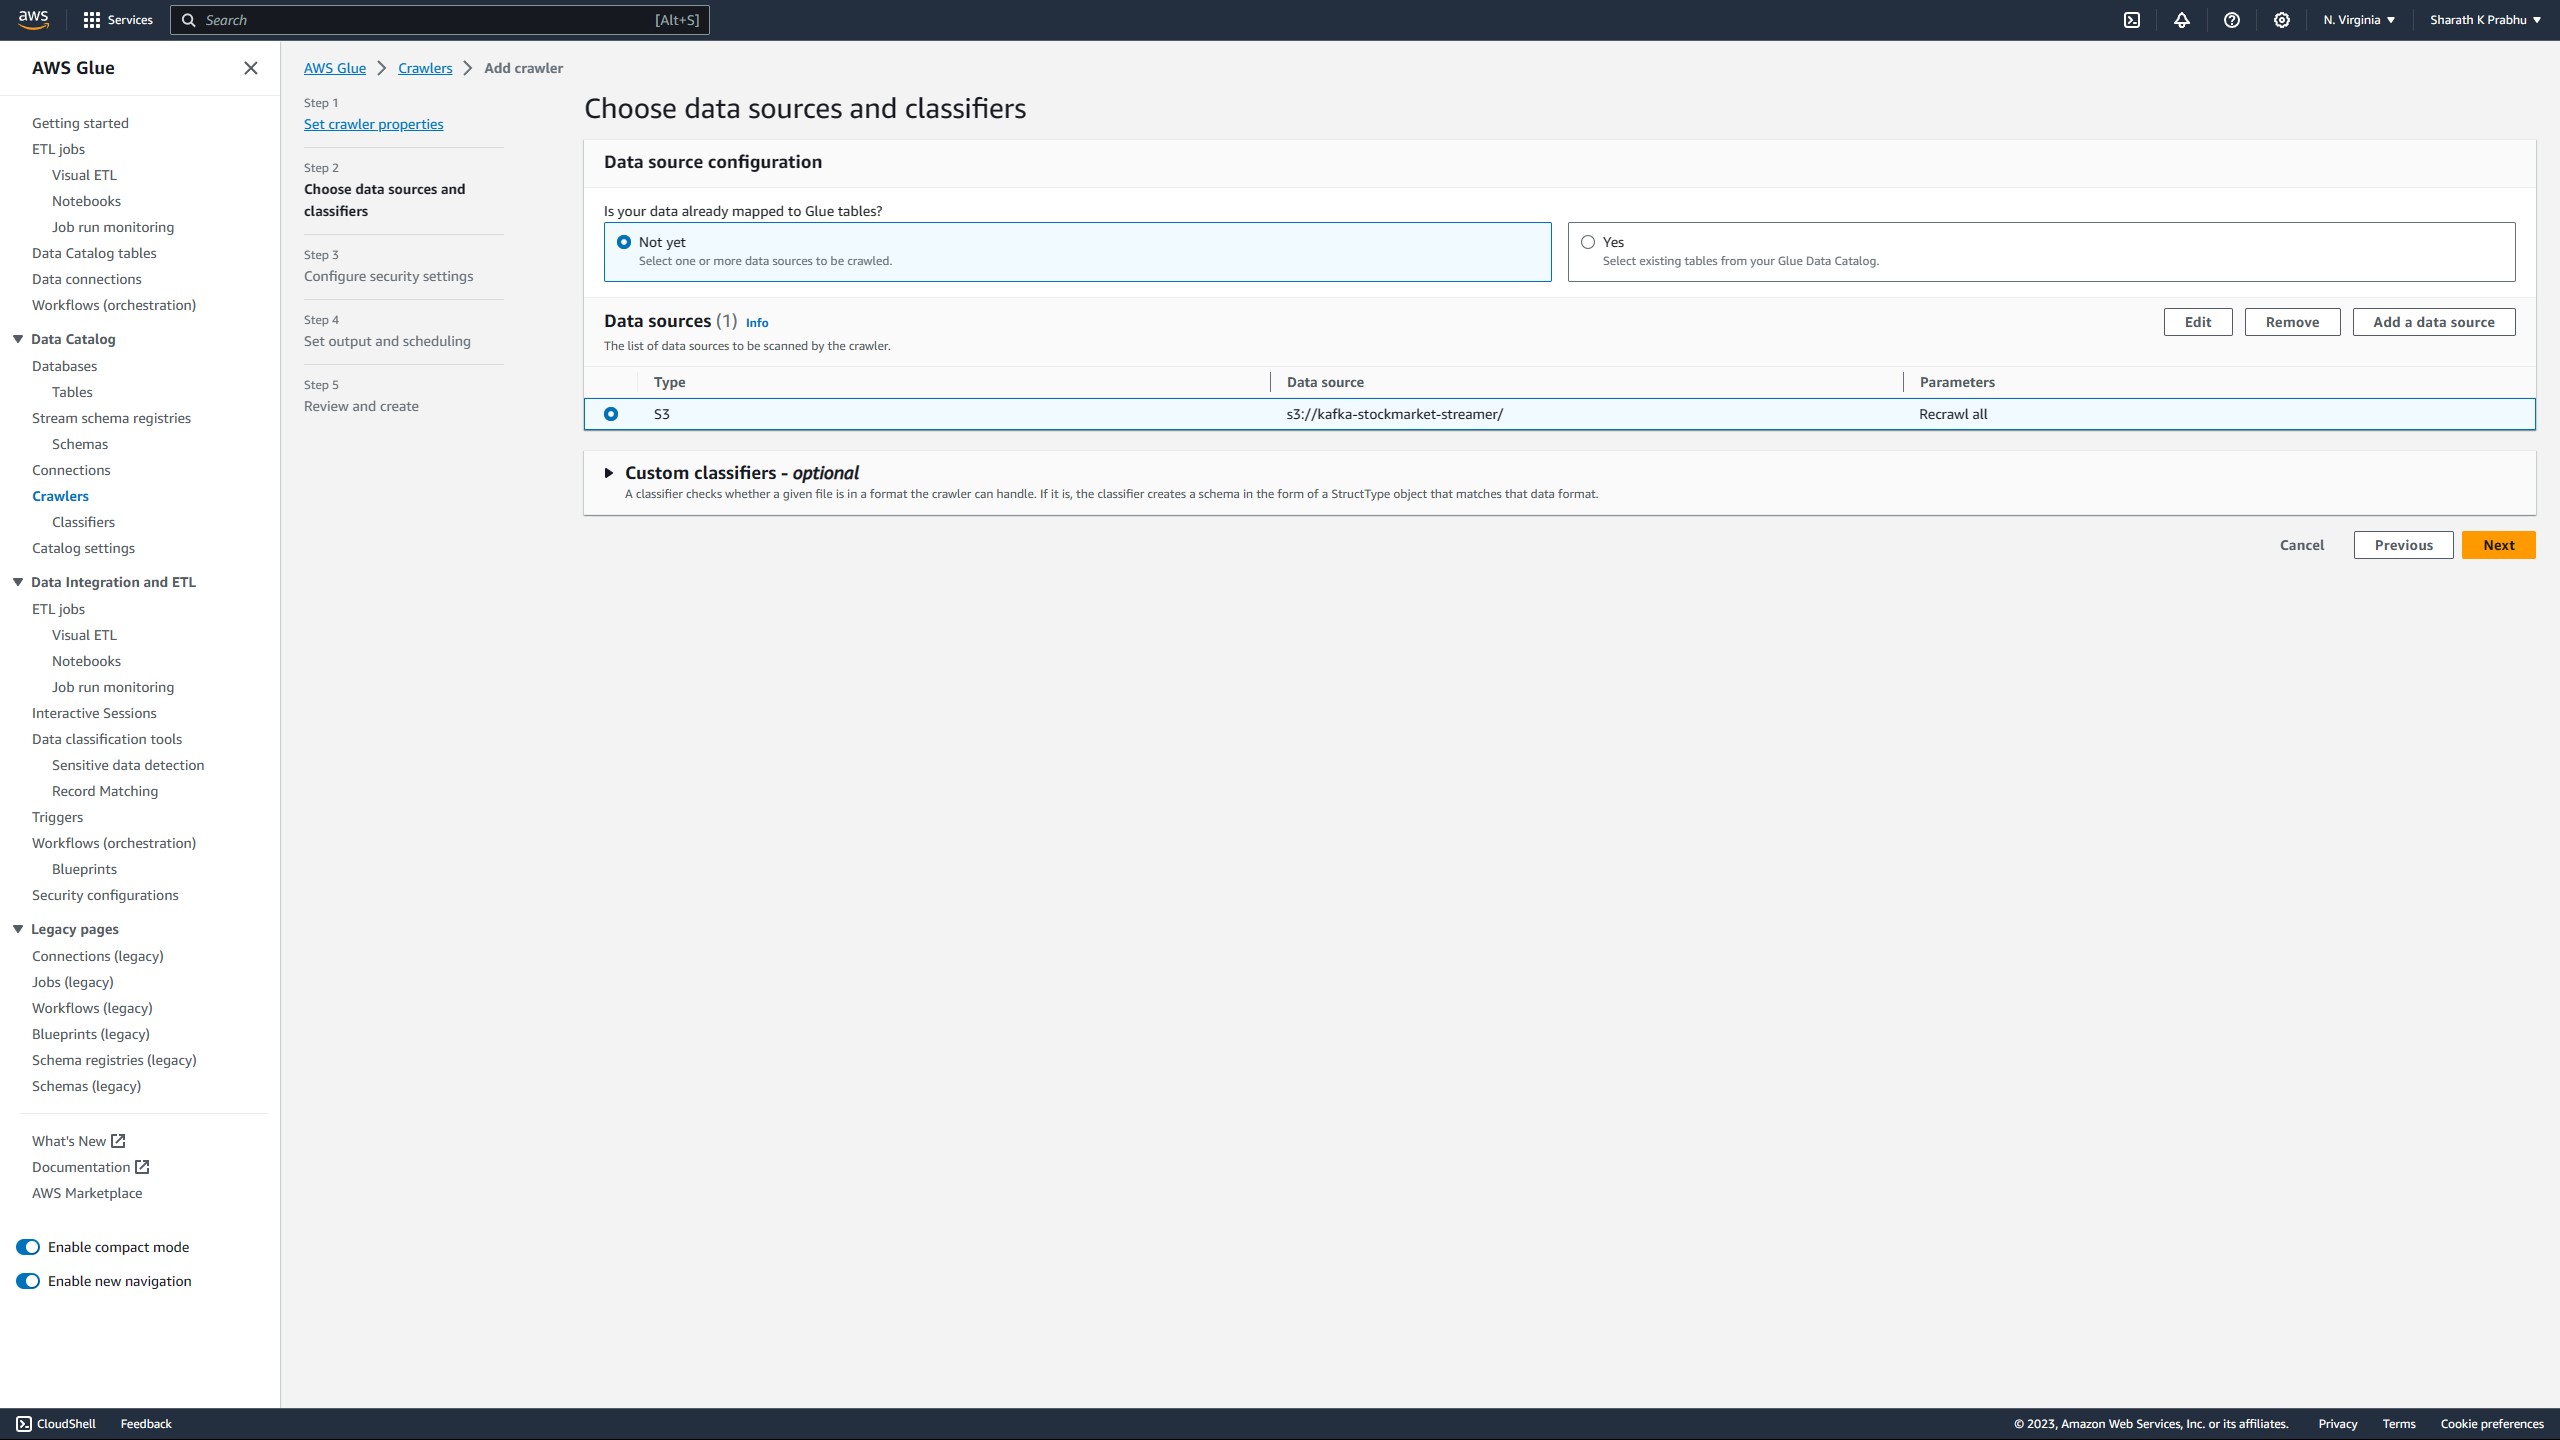 aws
Services
Search
[Alt+S]
N. Virginia
Sharath K Prabhu
AWS Glue
Getting started
ETL jobs
Visual ETL
Notebooks
Job run monitoring
Data Catalog tables
Data connections
Workflows (orchestration)
Data Catalog
Databases
Tables
Stream schema registries
Schemas
Connections
Crawlers
Classifiers
Catalog settings
Data Integration and ETL
ETL jobs
Visual ETL
Notebooks
Job run monitoring
Interactive Sessions
Data classification tools
Sensitive data detection
Record Matching
Triggers
Workflows (orchestration)
Blueprints
Security configurations
Legacy pages
Connections (legacy)
Jobs (legacy)
Workflows (legacy)
Blueprints (legacy)
Schema registries (legacy)
Schemas (legacy)
What's New
Documentation
AWS Marketplace
Enable compact mode
Enable new navigation
AWS Glue > Crawlers > Add crawler
Step 1
Set crawler properties
Step 2
Choose data sources and
classifiers
Step 3
Configure security settings
Step 4
Set output and scheduling
Step 5
Review and create
Choose data sources and classifiers
Data source configuration
Is your data already mapped to Glue tables?
Not yet
Select one or more data sources to be crawled.
Yes
Select existing tables from your Glue Data Catalog.
Data sources (1) Info
The list of data sources to be scanned by the crawler.
Edit
Remove
Add a data source
Type
Data source
Parameters
S3
s3://kafka-stockmarket-streamer/
Recrawl all
Custom classifiers - optional
A classifier checks whether a given file is in a format the crawler can handle. If it is, the classifier creates a schema in the form of a StructType object that matches that data format.
Cancel
Previous
Next
CloudShell
Feedback
© 2023, Amazon Web Services, Inc. or its affiliates.
Privacy
Terms
Cookie preferences